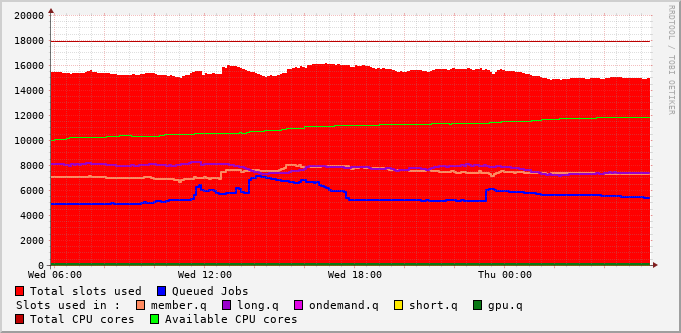 20000
18000
16000
14000
12000
10000
8000
6000
4000
2000
0
Wed 06:00 Wed 12:00 Wed 18:00 Thu 00:00
Total slots used Queued Jobs
Slots used in : member.q long.q ondemand.q short.q gpu.q
Total CPU cores Available CPU cores
RRDTOOL / TOBI OETIKER